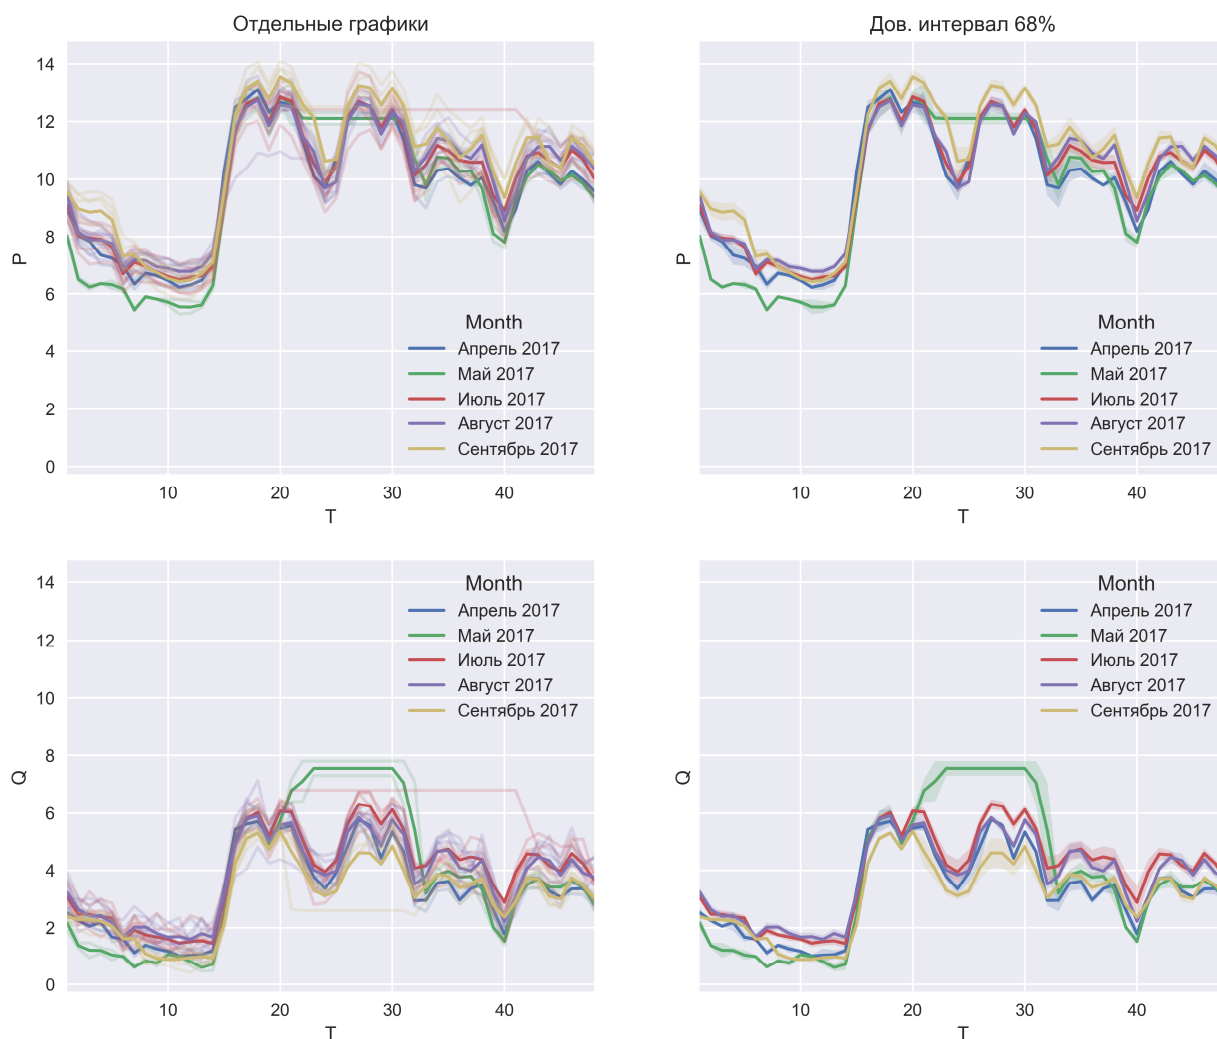 Отдельные графики
14
12
10
8
6
4
2
0
P
Month
Апрель 2017
Май 2017
Июль 2017
Август 2017
Сентябрь 2017
10 20 30 40
T
Дов. интервал 68%
P
Month
Апрель 2017
Май 2017
Июль 2017
Август 2017
Сентябрь 2017
10 20 30 40
T
14
12
10
8
6
4
2
0
Q
Month
Апрель 2017
Май 2017
Июль 2017
Август 2017
Сентябрь 2017
10 20 30 40
T
Q
Month
Апрель 2017
Май 2017
Июль 2017
Август 2017
Сентябрь 2017
10 20 30 40
T